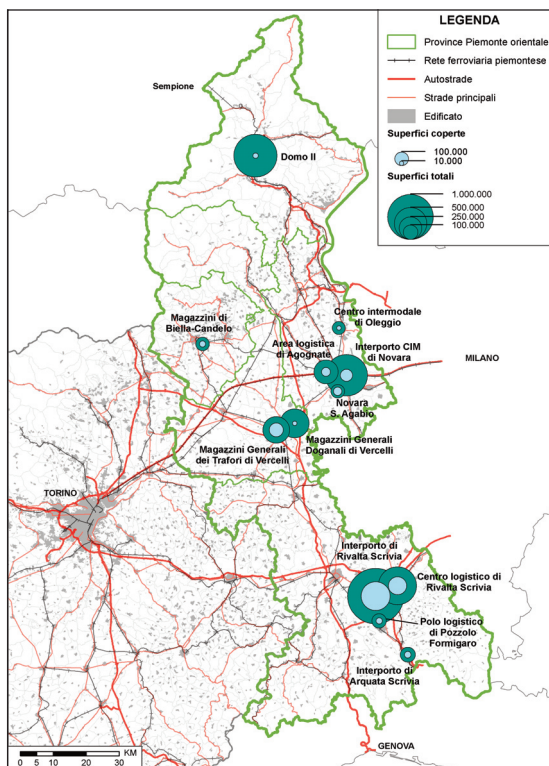 LEGENDA
Province Piemonte orientale
Rete ferroviaria piemontese
Autostrade
Strade principali
Edificato
Superfici coperte
100.000
10.000
Superfici totali
1.000.000
500.000
250.000
100.000
Sempione
Domo II
Centro intermodale
di Oleggio
Magazzini di
Biella-Candelo
Area logistica
di Agognate
Interporto CIM
di Novara
MILANO
Novara
S. Agabio
Magazzini Generali
Doganali di Vercelli
Magazzini Generali
dei Trafori di Vercelli
TORINO
Interporto di
Rivalta Scrivia
Centro logistico di
Rivalta Scrivia
Polo logistico
di Pozzolo
Formigaro
Interporto di
Arquata Scrivia
GENOVA
KM
0 5 10 20 30